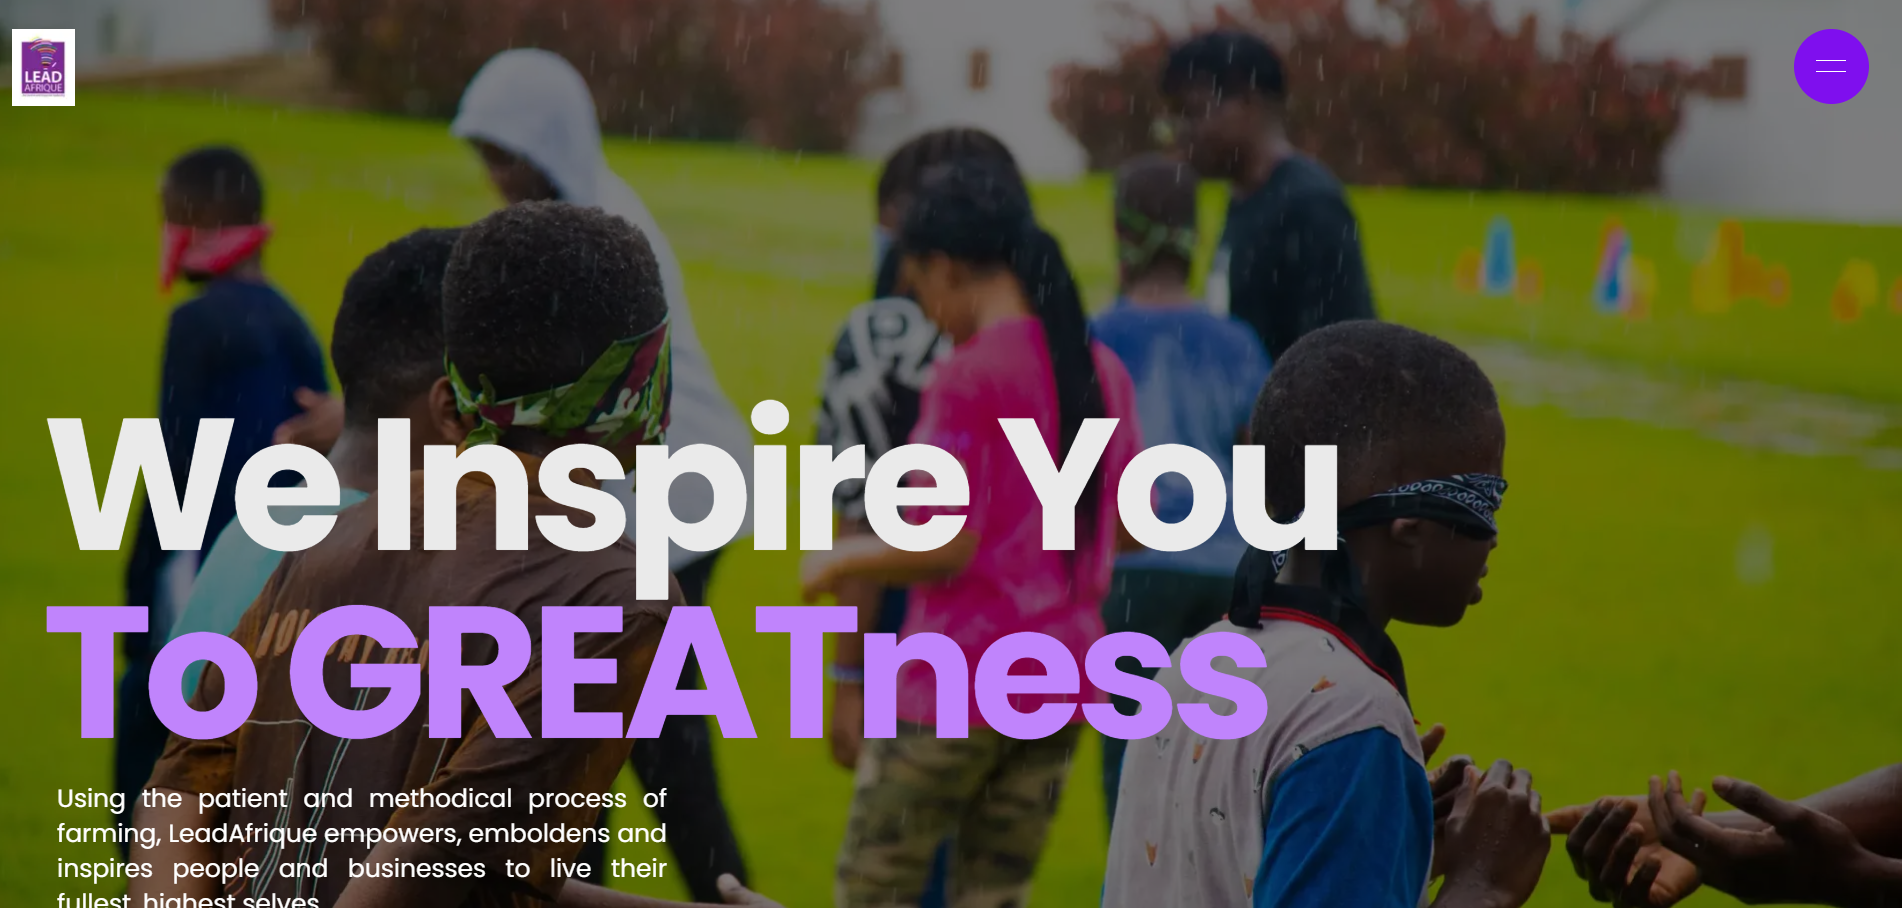 LEAD
AFRIQUE
We Inspire You
To GREATness
Using the patient and methodical process of
farming, LeadAfrique empowers, emboldens and
inspires people and businesses to live their
fullest, highest selves.